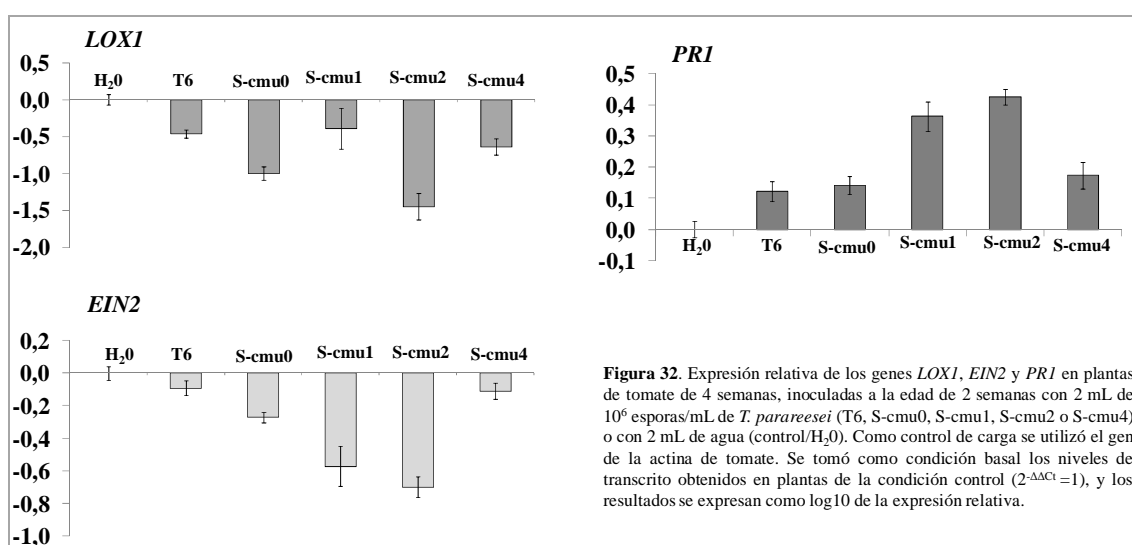 LOX1
0,5
0,0
-0,5
-1,0
-1,5
-2,0
H₂0 T6 S-cmu0 S-cmu1 S-cmu2 S-cmu4
PR1
0,5
0,4
0,3
0,2
0,1
0,0
-0,1
H₂0 T6 S-cmu0 S-cmu1 S-cmu2 S-cmu4
EIN2
0,2
0,0
-0,2
-0,4
-0,6
-0,8
-1,0
H₂0 T6 S-cmu0 S-cmu1 S-cmu2 S-cmu4
Figura 32. Expresión relativa de los genes LOX1, EIN2 y PR1 en plantas
de tomate de 4 semanas, inoculadas a la edad de 2 semanas con 2 mL de
10⁶ esporas/mL de T. parareesei (T6, S-cmu0, S-cmu1, S-cmu2 o S-cmu4)
o con 2 mL de agua (control/H₂0). Como control de carga se utilizó el gen
de la actina de tomate. Se tomó como condición basal los niveles de
transcrito obtenidos en plantas de la condición control (2⁻ΔΔCt =1), y los
resultados se expresan como log10 de la expresión relativa.